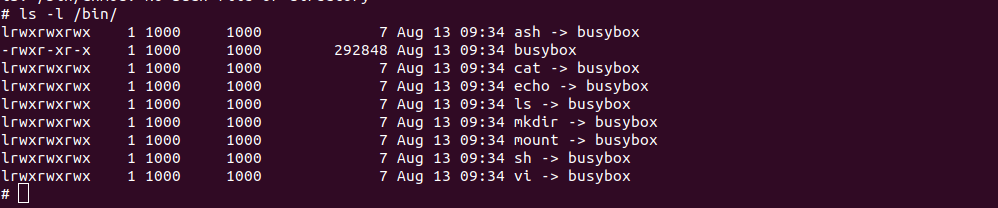 # ls -l /bin/
lrwxrwxrwx    1 1000     1000             7 Aug 13 09:34 ash -> busybox
-rwxr-xr-x    1 1000     1000        292848 Aug 13 09:34 busybox
lrwxrwxrwx    1 1000     1000             7 Aug 13 09:34 cat -> busybox
lrwxrwxrwx    1 1000     1000             7 Aug 13 09:34 echo -> busybox
lrwxrwxrwx    1 1000     1000             7 Aug 13 09:34 ls -> busybox
lrwxrwxrwx    1 1000     1000             7 Aug 13 09:34 mkdir -> busybox
lrwxrwxrwx    1 1000     1000             7 Aug 13 09:34 mount -> busybox
lrwxrwxrwx    1 1000     1000             7 Aug 13 09:34 sh -> busybox
lrwxrwxrwx    1 1000     1000             7 Aug 13 09:34 vi -> busybox
#